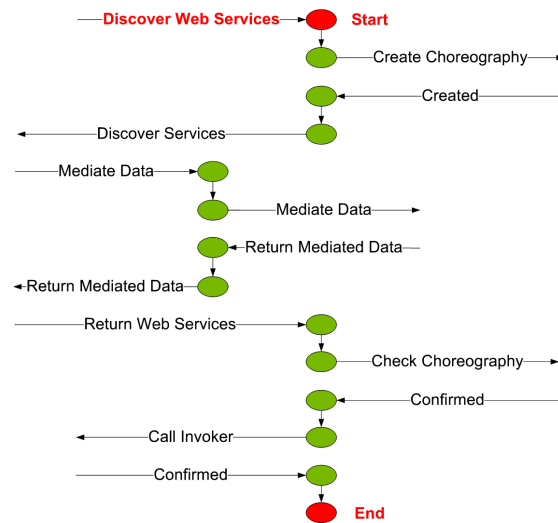 Discover Web Services
Start
Create Choreography
Created
Discover Services
Mediate Data
Mediate Data
Return Mediated Data
Return Mediated Data
Return Web Services
Check Choreography
Confirmed
Call Invoker
Confirmed
End